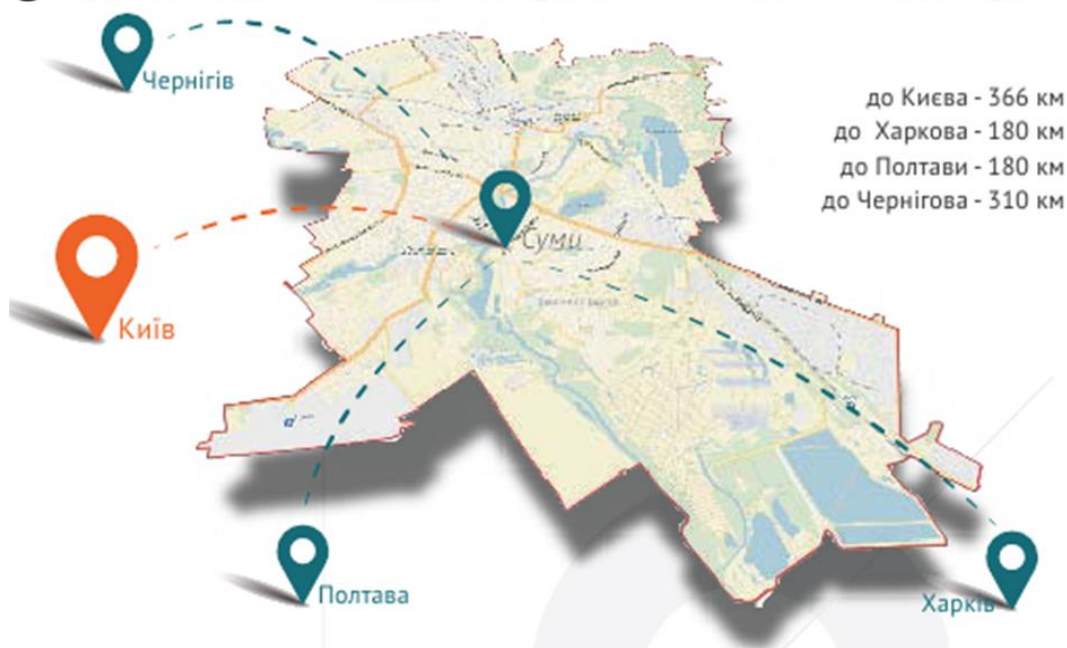 Чернігів
до Києва - 366 км
до Харкова - 180 км
до Полтави - 180 км
до Чернігова - 310 км
Суми
Київ
Полтава
Харків